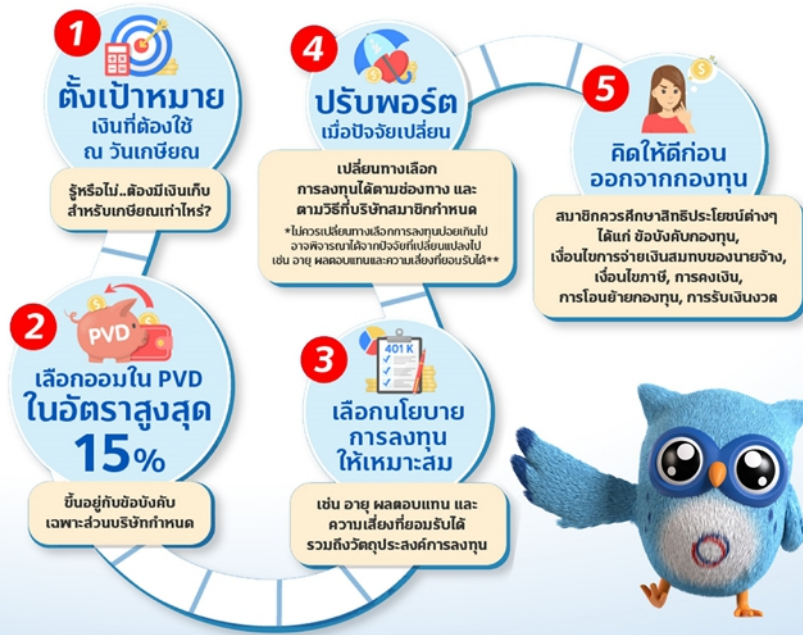 1
ตั้งเป้าหมาย
เงินที่ต้องใช้
ณ วันเกษียณ
รู้หรือไม่..ต้องมีเงินเก็บ
สำหรับเกษียณเท่าไหร่?
2
PVD
เลือกออมใน PVD
ในอัตราสูงสุด
15%
ขึ้นอยู่กับข้อบังคับ
เฉพาะส่วนบริษัทกำหนด
3
401 K
เลือกนโยบาย
การลงทุน
ให้เหมาะสม
เช่น อายุ ผลตอบแทน และ
ความเสี่ยงที่ยอมรับได้
รวมถึงวัตถุประสงค์การลงทุน
4
ปรับพอร์ต
เมื่อปัจจัยเปลี่ยน
เปลี่ยนทางเลือก
การลงทุนได้ตามช่องทาง และ
ตามวิธีที่บริษัทสมาชิกกำหนด
*ไม่ควรเปลี่ยนทางเลือกการลงทุนบ่อยเกินไป
อาจพิจารณาได้จากปัจจัยที่เปลี่ยนแปลงไป
เช่น อายุ ผลตอบแทนและความเสี่ยงที่ยอมรับได้**
5
คิดให้ดีก่อน
ออกจากกองทุน
สมาชิกควรศึกษาสิทธิประโยชน์ต่างๆ
ได้แก่ ข้อบังคับกองทุน,
เงื่อนไขการจ่ายเงินสมทบของนายจ้าง,
เงื่อนไขภาษี, การคงเงิน,
การโอนย้ายกองทุน, การรับเงินงวด